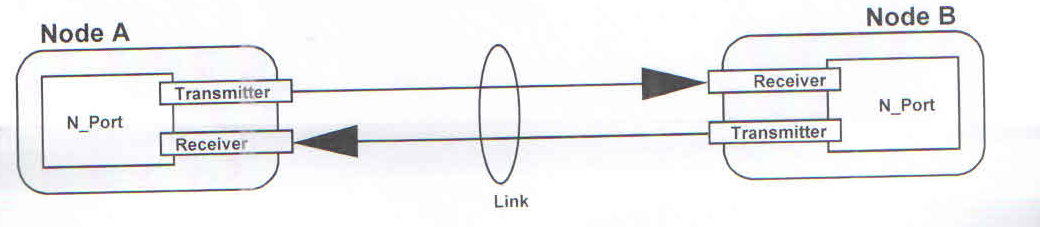 Node A
Node B
Transmitter
Receiver
N_Port
N_Port
Receiver
Transmitter
Link